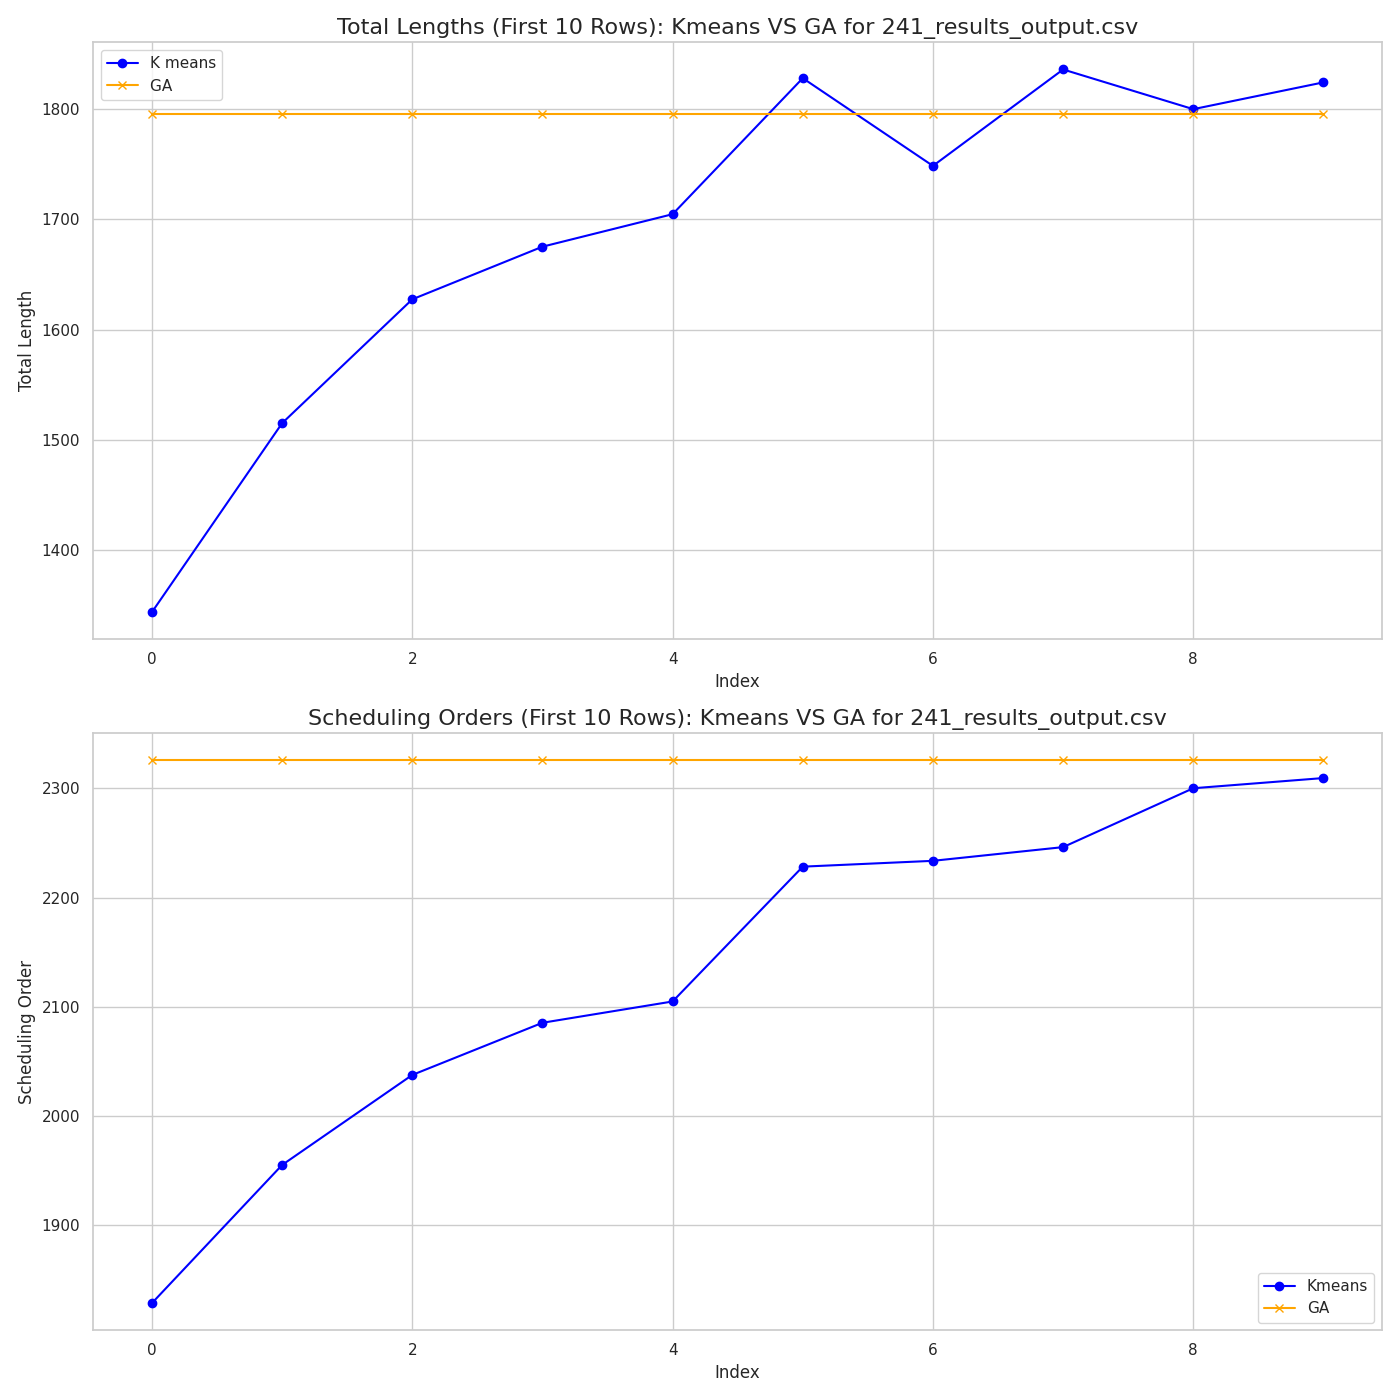 Total Lengths (First 10 Rows): Kmeans VS GA for 241_results_output.csv
K means
GA
1800
1700
1600
1500
1400
Total Length
0 2 4 6 8
Index
Scheduling Orders (First 10 Rows): Kmeans VS GA for 241_results_output.csv
2300
2200
2100
2000
1900
Scheduling Order
Kmeans
GA
0 2 4 6 8
Index